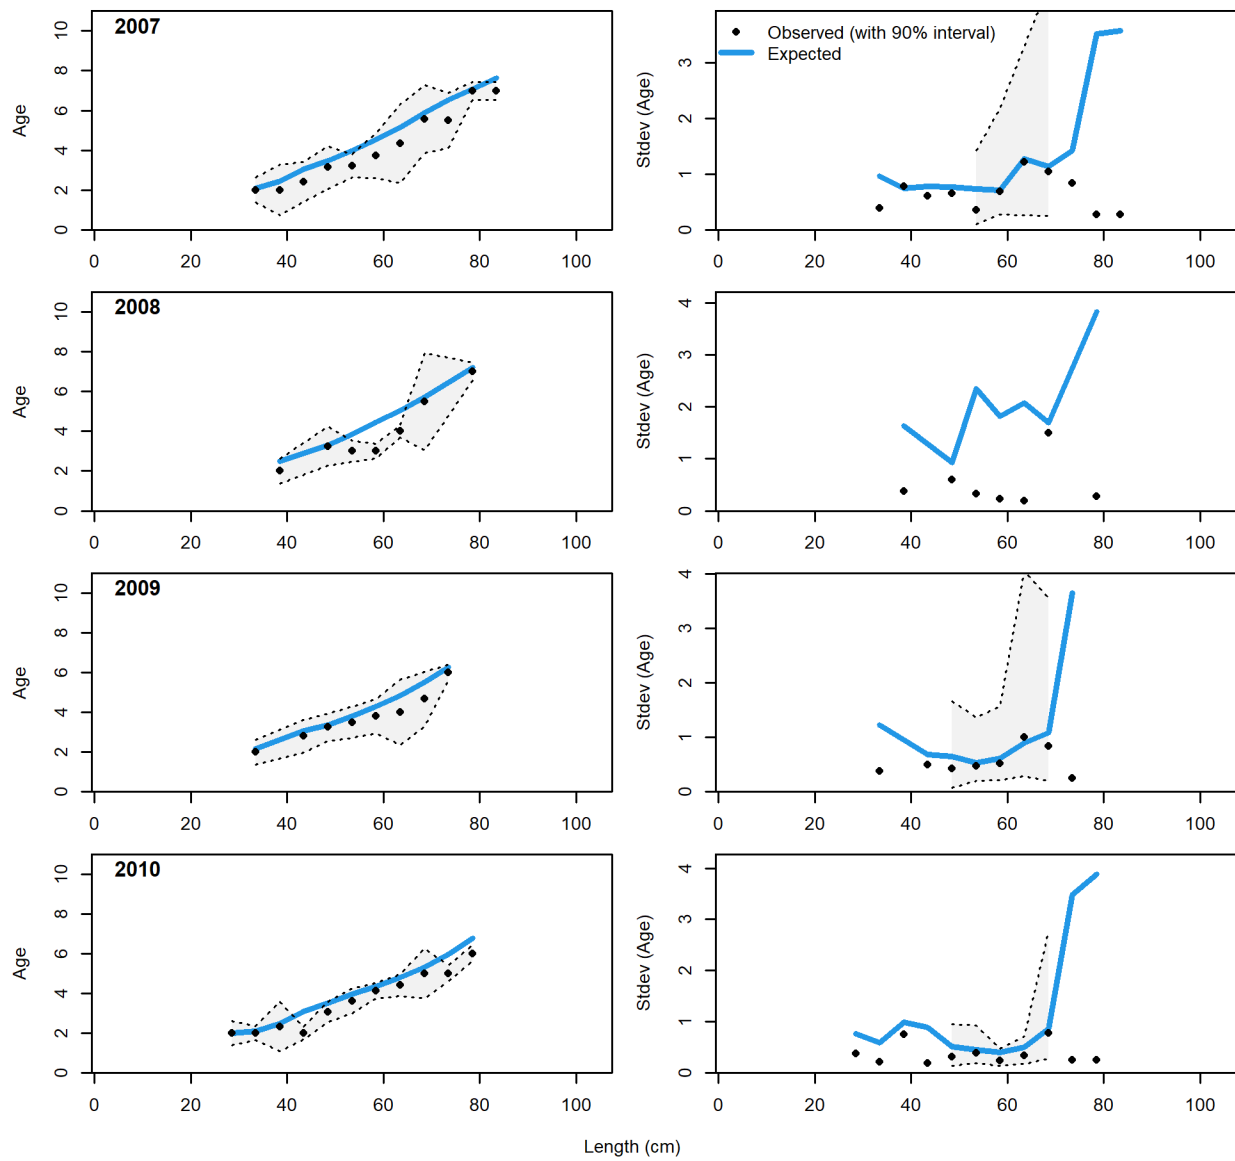 2007
Age
0 2 4 6 8 10
0 20 40 60 80 100
Observed (with 90% interval)
Expected
Stdev (Age)
0 1 2 3
0 20 40 60 80 100
2008
Age
0 2 4 6 8 10
0 20 40 60 80 100
Stdev (Age)
0 1 2 3 4
0 20 40 60 80 100
2009
Age
0 2 4 6 8 10
0 20 40 60 80 100
Stdev (Age)
0 1 2 3 4
0 20 40 60 80 100
2010
Age
0 2 4 6 8 10
0 20 40 60 80 100
Stdev (Age)
0 1 2 3 4
0 20 40 60 80 100
Length (cm)